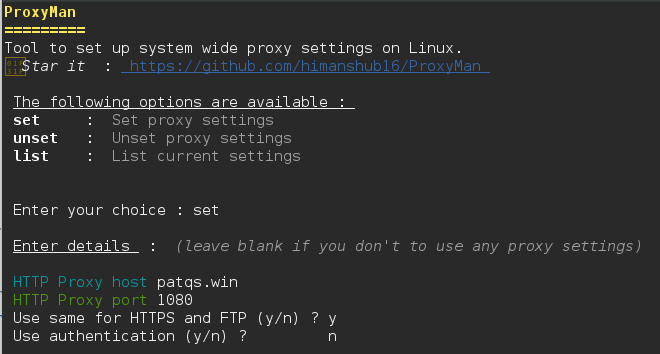 ProxyMan
=========
Tool to set up system wide proxy settings on Linux.
Star it : https://github.com/himanshub16/ProxyMan
The following options are available :
set : Set proxy settings
unset : Unset proxy settings
list : List current settings
Enter your choice : set
Enter details : (leave blank if you don't to use any proxy settings)
HTTP Proxy host patqs.win
HTTP Proxy port 1080
Use same for HTTPS and FTP (y/n) ? y
Use authentication (y/n) ? n